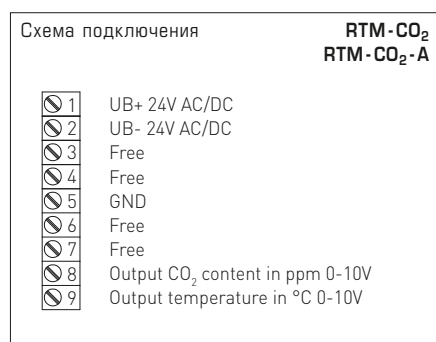 Схема подключения RTM-CO₂
RTM-CO₂-A
1 UB+ 24V AC/DC
2 UB- 24V AC/DC
3 Free
4 Free
5 GND
6 Free
7 Free
8 Output CO₂ content in ppm 0-10V
9 Output temperature in °C 0-10V